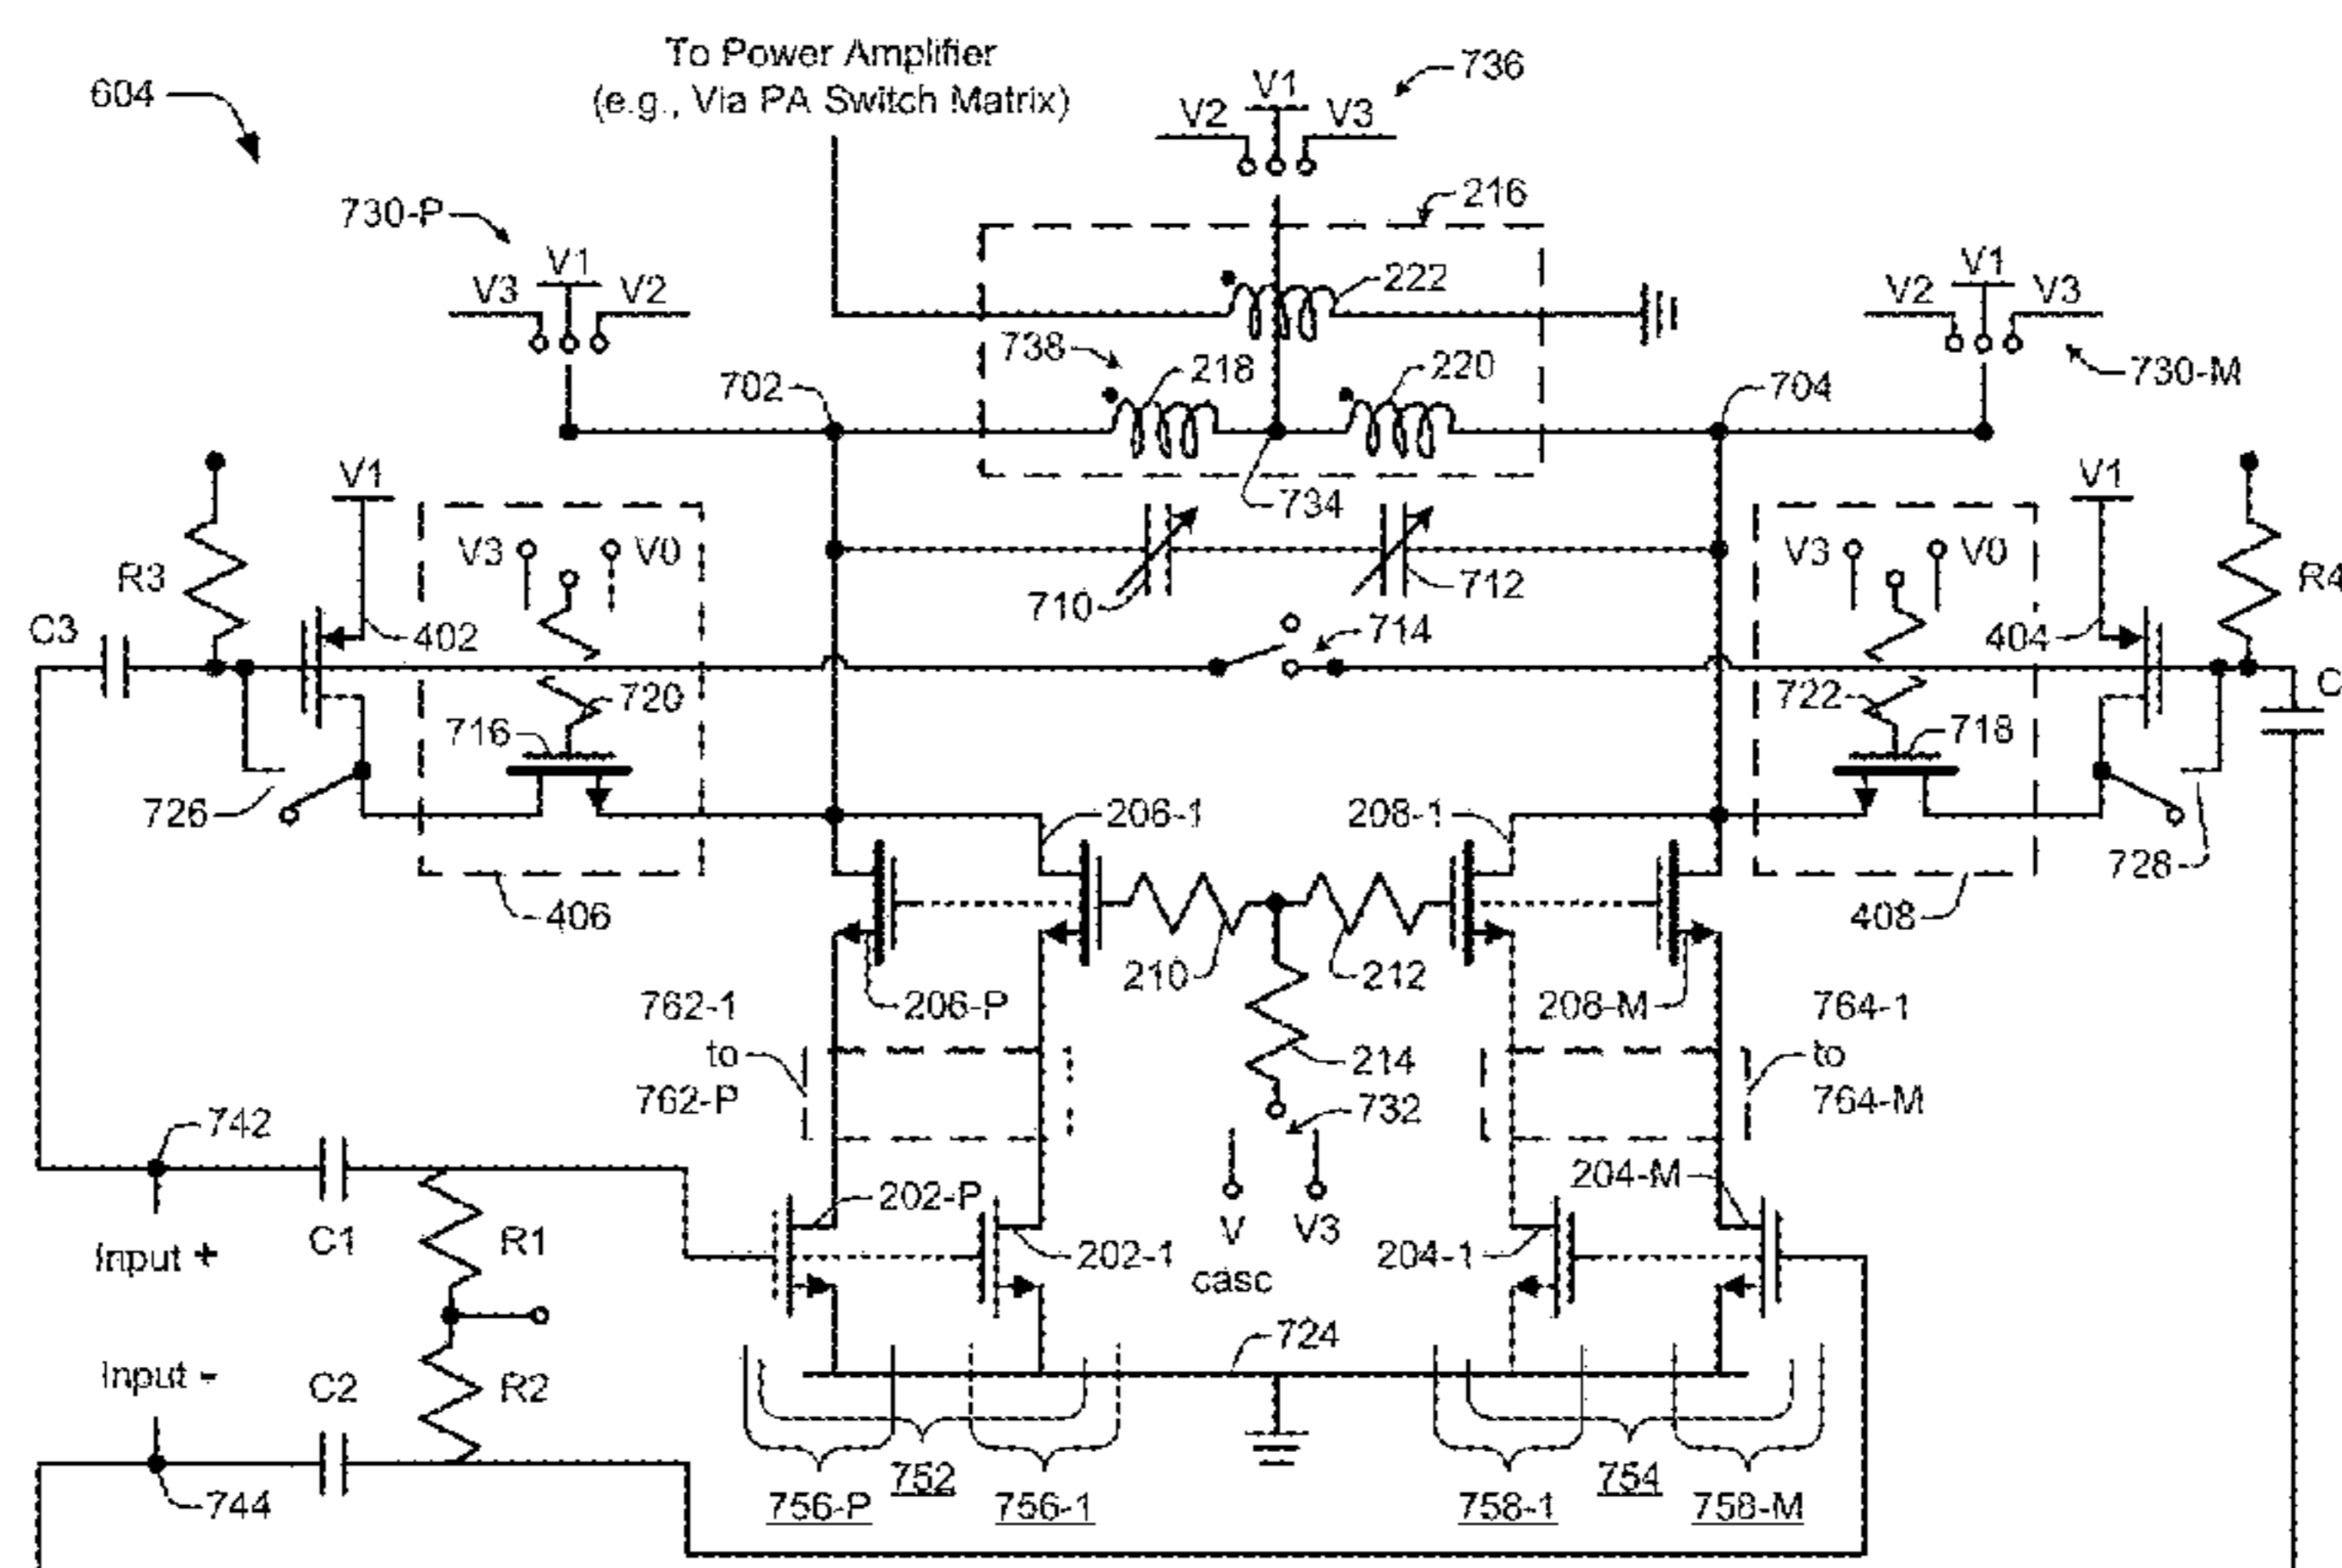 To Power Amplifier
(e.g., Via PA Switch Matrix)
604
736
V2 V1 V3
730-P
216
V3 V1 V2
222
V2 V1 V3
730-M
738
218
220
702
704
734
V1
V1
V3 V0
V3 V0
R3
R4
710
712
C3
402
714
404
C
720
722
716
718
726
206-1
208-1
728
406
408
210
212
206-P
208-M
762-1
to
762-P
764-1
to
764-M
214
732
742
202-P
204-M
V
V3
casc
Input +
C1
R1
202-1
204-1
724
Input -
C2
R2
744
752
754
756-P
756-1
758-1
758-M